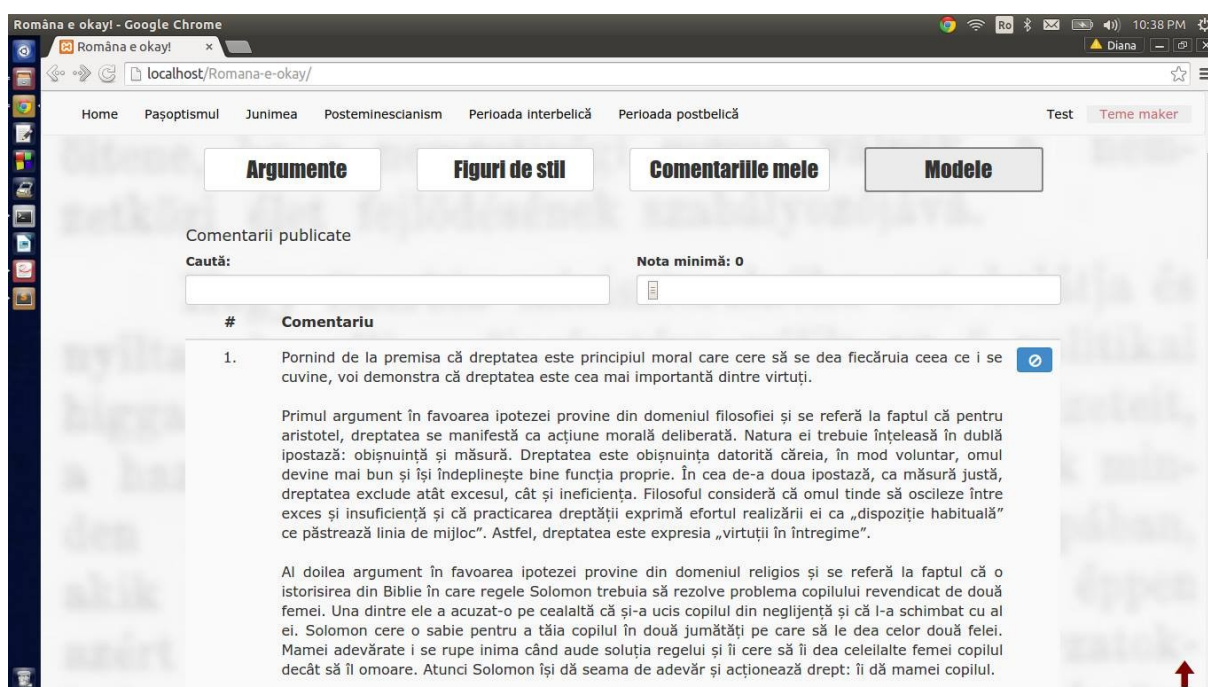 Româna e okay! - Google Chrome
Ro
10:38 PM
Româna e okay!
Diana
localhost/Romana-e-okay/
Home Pașoptismul Junimea Posteminescianism Perioada interbelică Perioada postbelică Test Teme maker
Argumente Figuri de stil Comentariile mele Modele
Comentarii publicate
Caută: Nota minimă: 0
# Comentariu
1. Pornind de la premisa că dreptatea este principiul moral care cere să se dea fiecăruia ceea ce i se
cuvine, voi demonstra că dreptatea este cea mai importantă dintre virtuți.
Primul argument în favoarea ipotezei provine din domeniul filosofiei și se referă la faptul că pentru
aristotel, dreptatea se manifestă ca acțiune morală deliberată. Natura ei trebuie înțeleasă în dublă
ipostază: obișnuință și măsură. Dreptatea este obișnuința datorită căreia, în mod voluntar, omul
devine mai bun și își îndeplinește bine funcția proprie. În cea de-a doua ipostază, ca măsură justă,
dreptatea exclude atât excesul, cât și ineficiența. Filosoful consideră că omul tinde să oscileze între
exces și insuficiență și că practicarea dreptății exprimă efortul realizării ei ca „dispoziție habituală”
ce păstrează linia de mijloc”. Astfel, dreptatea este expresia „virtuții în întregime”.
Al doilea argument în favoarea ipotezei provine din domeniul religios și se referă la faptul că o
istorisirea din Biblie în care regele Solomon trebuia să rezolve problema copilului revendicat de două
femei. Una dintre ele a acuzat-o pe cealaltă că și-a ucis copilul din neglijență și că l-a schimbat cu al
ei. Solomon cere o sabie pentru a tăia copilul în două jumătăți pe care să le dea celor două felei.
Mamei adevărate i se rupe inima când aude soluția regelui și îi cere să îi dea celeilalte femei copilul
decât să îl omoare. Atunci Solomon își dă seama de adevăr și acționează drept: îi dă mamei copilul.